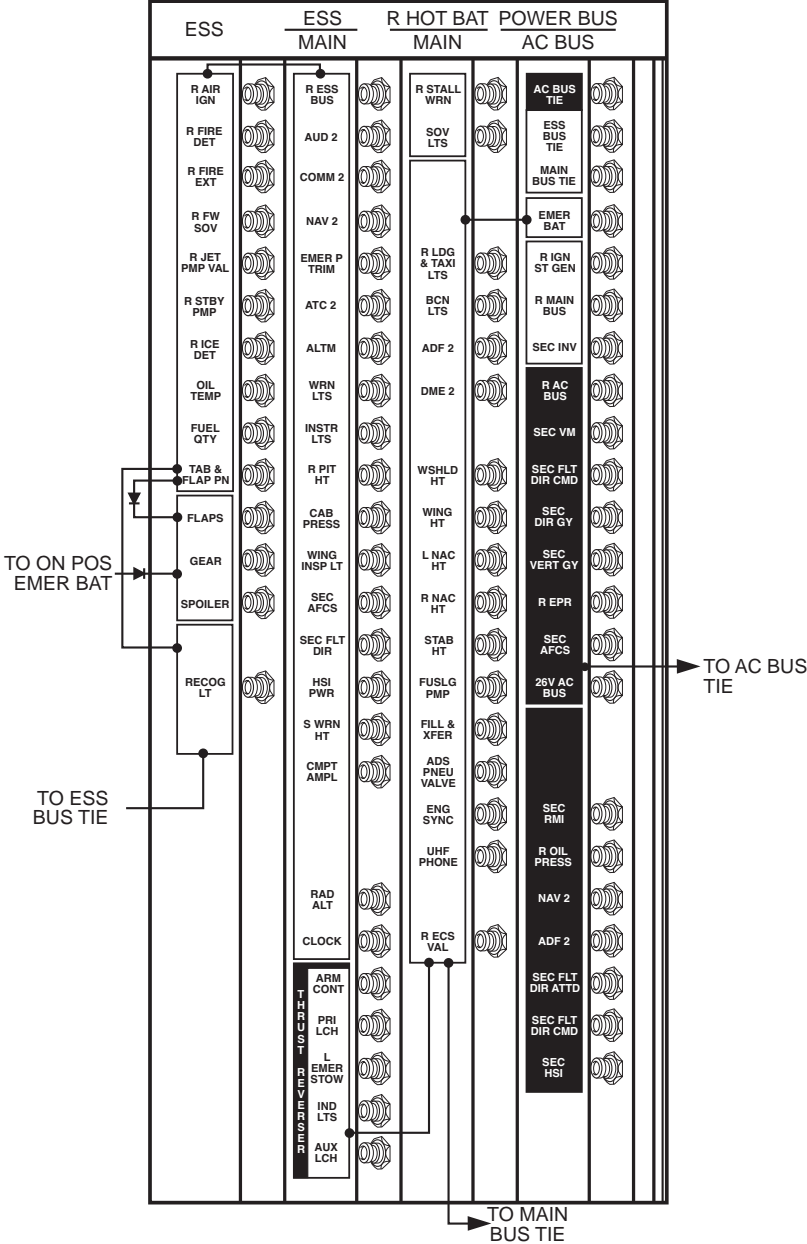 ESS
ESS
MAIN
R HOT BAT
MAIN
POWER BUS
AC BUS
R AIR
IGN
R FIRE
DET
R FIRE
EXT
R FW
SOV
R JET
PMP VAL
R STBY
PMP
R ICE
DET
OIL
TEMP
FUEL
QTY
TAB &
FLAP PN
FLAPS
GEAR
SPOILER
RECOG
LT
TO ON POS
EMER BAT
TO ESS
BUS TIE
R ESS
BUS
AUD 2
COMM 2
NAV 2
EMER P
TRIM
ATC 2
ALTM
WRN
LTS
INSTR
LTS
R PIT
HT
CAB
PRESS
WING
INSP LT
SEC
AFCS
SEC FLT
DIR
HSI
PWR
S WRN
HT
CMPT
AMPL
RAD
ALT
CLOCK
THRUST REVERSER
ARM
CONT
PRI
LCH
L
EMER
STOW
IND
LTS
AUX
LCH
R STALL
WRN
SOV
LTS
R LDG
& TAXI
LTS
BCN
LTS
ADF 2
DME 2
WSHLD
HT
WING
HT
L NAC
HT
R NAC
HT
STAB
HT
FUSLG
PMP
FILL &
XFER
ADS
PNEU
VALVE
ENG
SYNC
UHF
PHONE
R ECS
VAL
AC BUS
TIE
ESS
BUS
TIE
MAIN
BUS TIE
EMER
BAT
R IGN
ST GEN
R MAIN
BUS
SEC INV
R AC
BUS
SEC VM
SEC FLT
DIR CMD
SEC
DIR GY
SEC
VERT GY
R EPR
SEC
AFCS
26V AC
BUS
SEC
RMI
R OIL
PRESS
NAV 2
ADF 2
SEC FLT
DIR ATTD
SEC FLT
DIR CMD
SEC
HSI
TO AC BUS
TIE
TO MAIN
BUS TIE